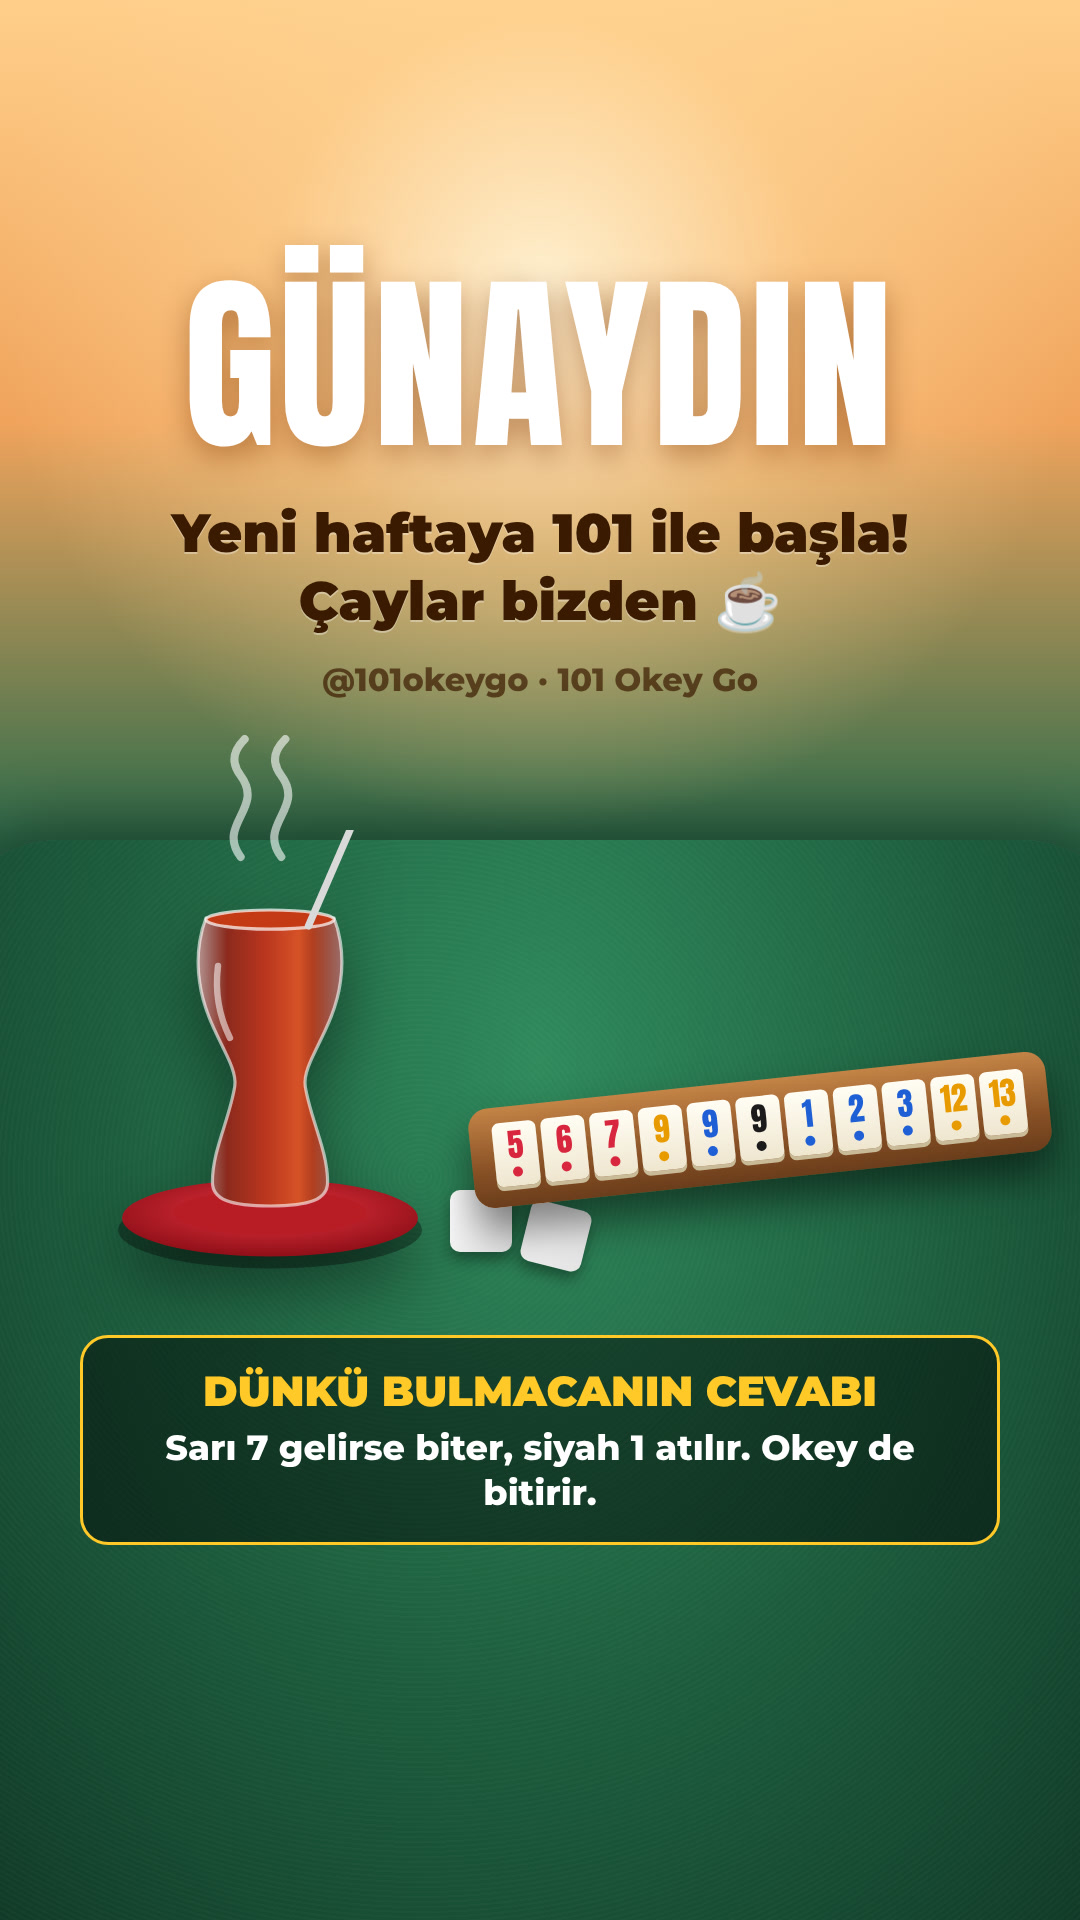 GÜNAYDIN
Yeni haftaya 101 ile başla!
Çaylar bizden ☕
@101okeygo · 101 Okey Go
5 6 7 9 9 9 1 2 3 12 13
DÜNKÜ BULMACANIN CEVABI
Sarı 7 gelirse biter, siyah 1 atılır. Okey de
bitirir.